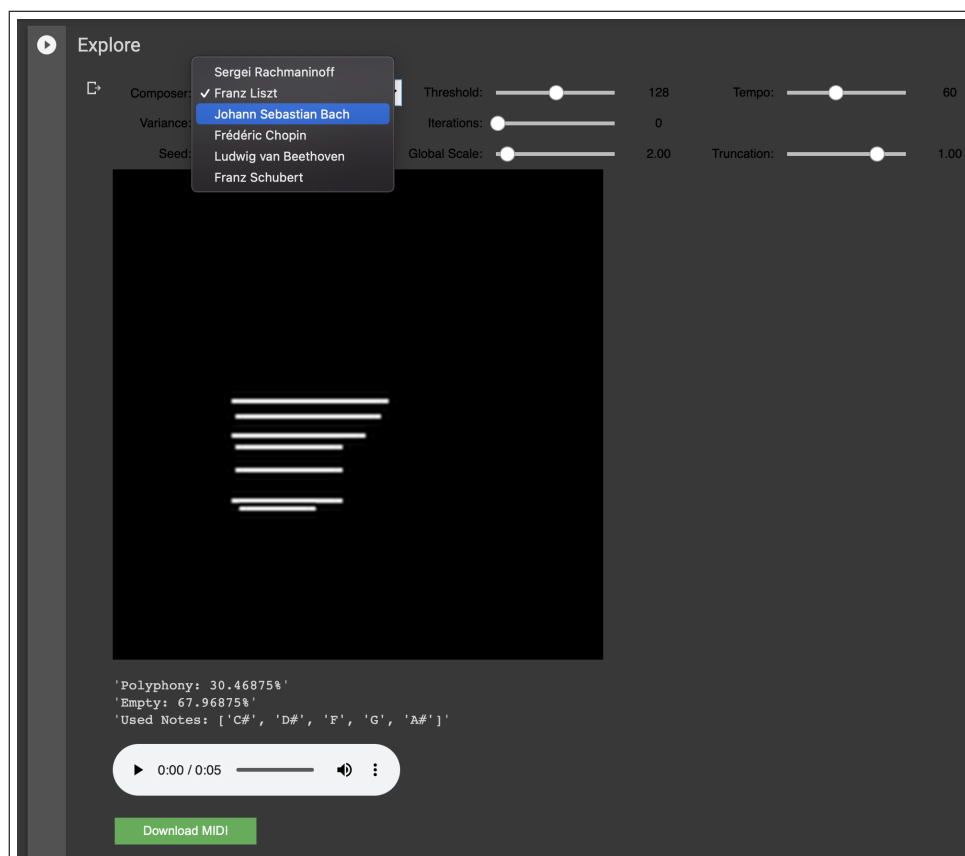 Explore
Sergei Rachmaninoff
Composer: ✓ Franz Liszt Threshold: 128 Tempo: 60
Johann Sebastian Bach
Variance: Iterations: 0
Frédéric Chopin
Seed: Ludwig van Beethoven Global Scale: 2.00 Truncation: 1.00
Franz Schubert
'Polyphony: 30.46875%'
'Empty: 67.96875%'
'Used Notes: ['C#', 'D#', 'F', 'G', 'A#']'
0:00 / 0:05
Download MIDI